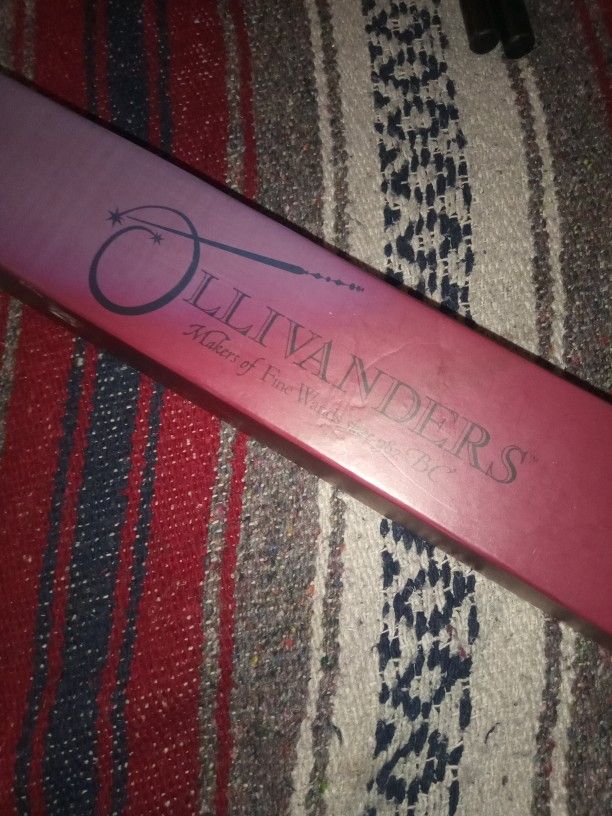 OLLIVANDERS™
Makers of Fine Wands BC